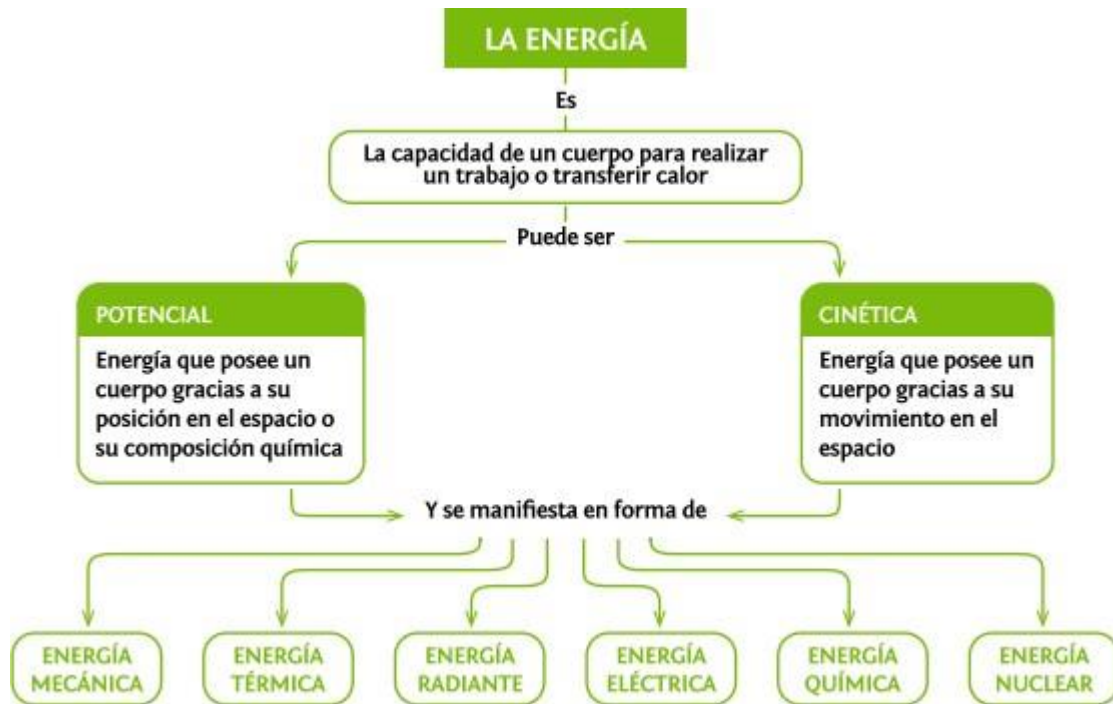 LA ENERGÍA
Es
La capacidad de un cuerpo para realizar
un trabajo o transferir calor
Puede ser
POTENCIAL
Energía que posee un
cuerpo gracias a su
posición en el espacio o
su composición química
CINÉTICA
Energía que posee un
cuerpo gracias a su
movimiento en el
espacio
Y se manifiesta en forma de
ENERGÍA
MECÁNICA
ENERGÍA
TÉRMICA
ENERGÍA
RADIANTE
ENERGÍA
ELÉCTRICA
ENERGÍA
QUÍMICA
ENERGÍA
NUCLEAR